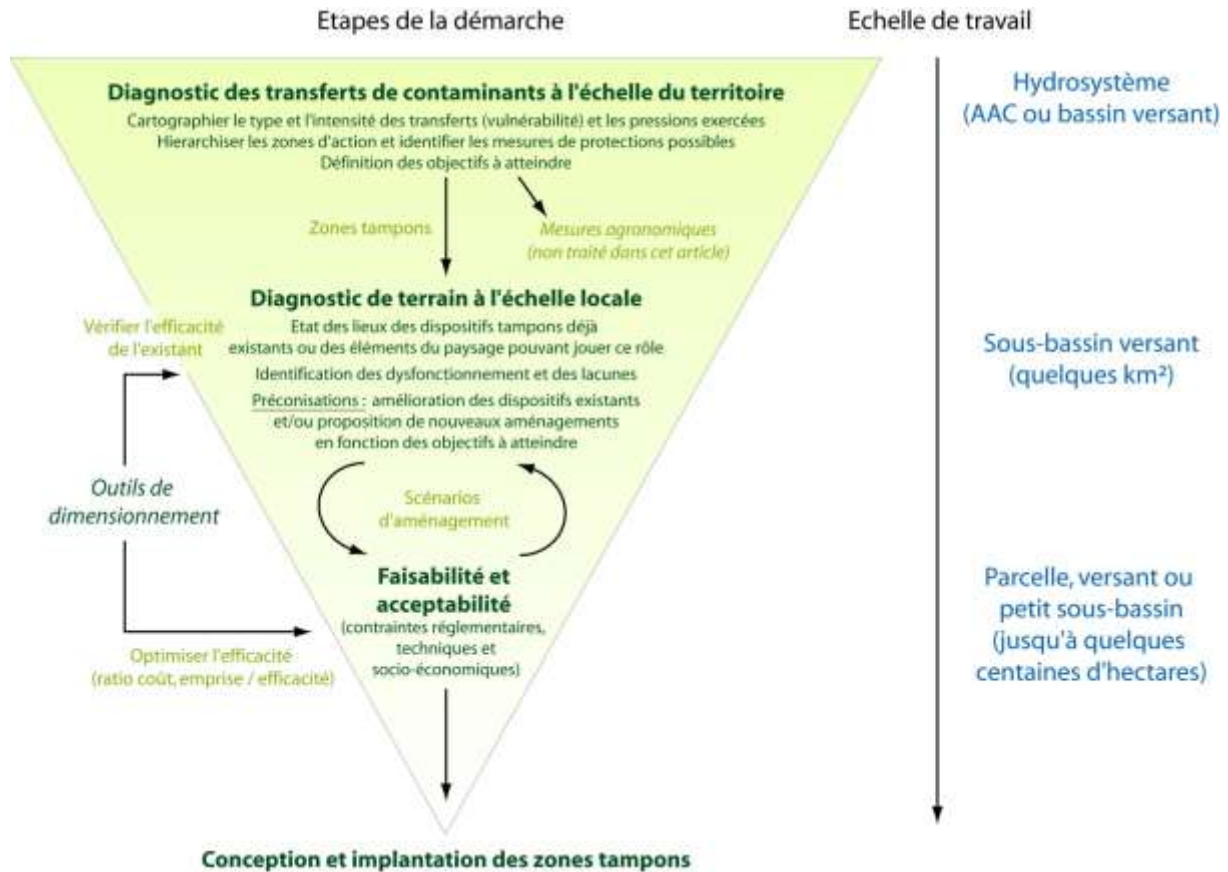 Etapes de la démarche
Echelle de travail
Diagnostic des transferts de contaminants à l'échelle du territoire
Cartographier le type et l'intensité des transferts (vulnérabilité) et les pressions exercées
Hierarchiser les zones d'action et identifier les mesures de protections possibles
Définition des objectifs à atteindre
Hydrosystème
(AAC ou bassin versant)
Zones tampons
Mesures agronomiques
(non traité dans cet article)
Diagnostic de terrain à l'échelle locale
Etat des lieux des dispositifs tampons déjà
existants ou des éléments du paysage pouvant jouer ce rôle
Identification des dysfonctionnement et des lacunes
Préconisations : amélioration des dispositifs existants
et/ou proposition de nouveaux aménagements
en fonction des objectifs à atteindre
Vérifier l'efficacité
de l'existant
Sous-bassin versant
(quelques km²)
Outils de
dimensionnement
Scénarios
d'aménagement
Faisabilité et
acceptabilité
(contraintes réglementaires,
techniques et
socio-économiques)
Optimiser l'efficacité
(ratio coût, emprise / efficacité)
Parcelle, versant ou
petit sous-bassin
(jusqu'à quelques
centaines d'hectares)
Conception et implantation des zones tampons